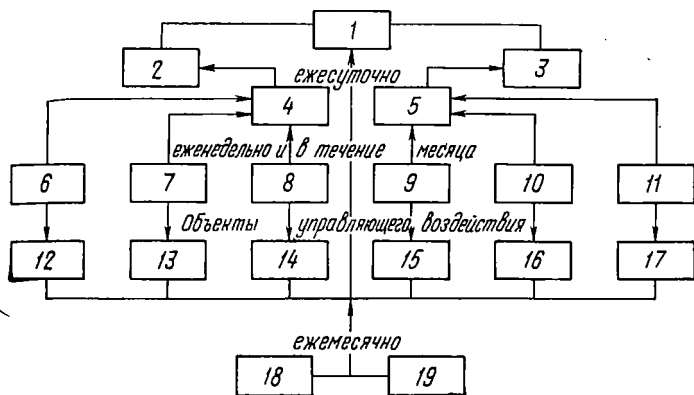 1
2 ежесуточно 3
4 5
еженедельно и в течение месяца
6 7 8 9 10 11
Объекты управляющего воздействия
12 13 14 15 16 17
ежемесячно
18 19